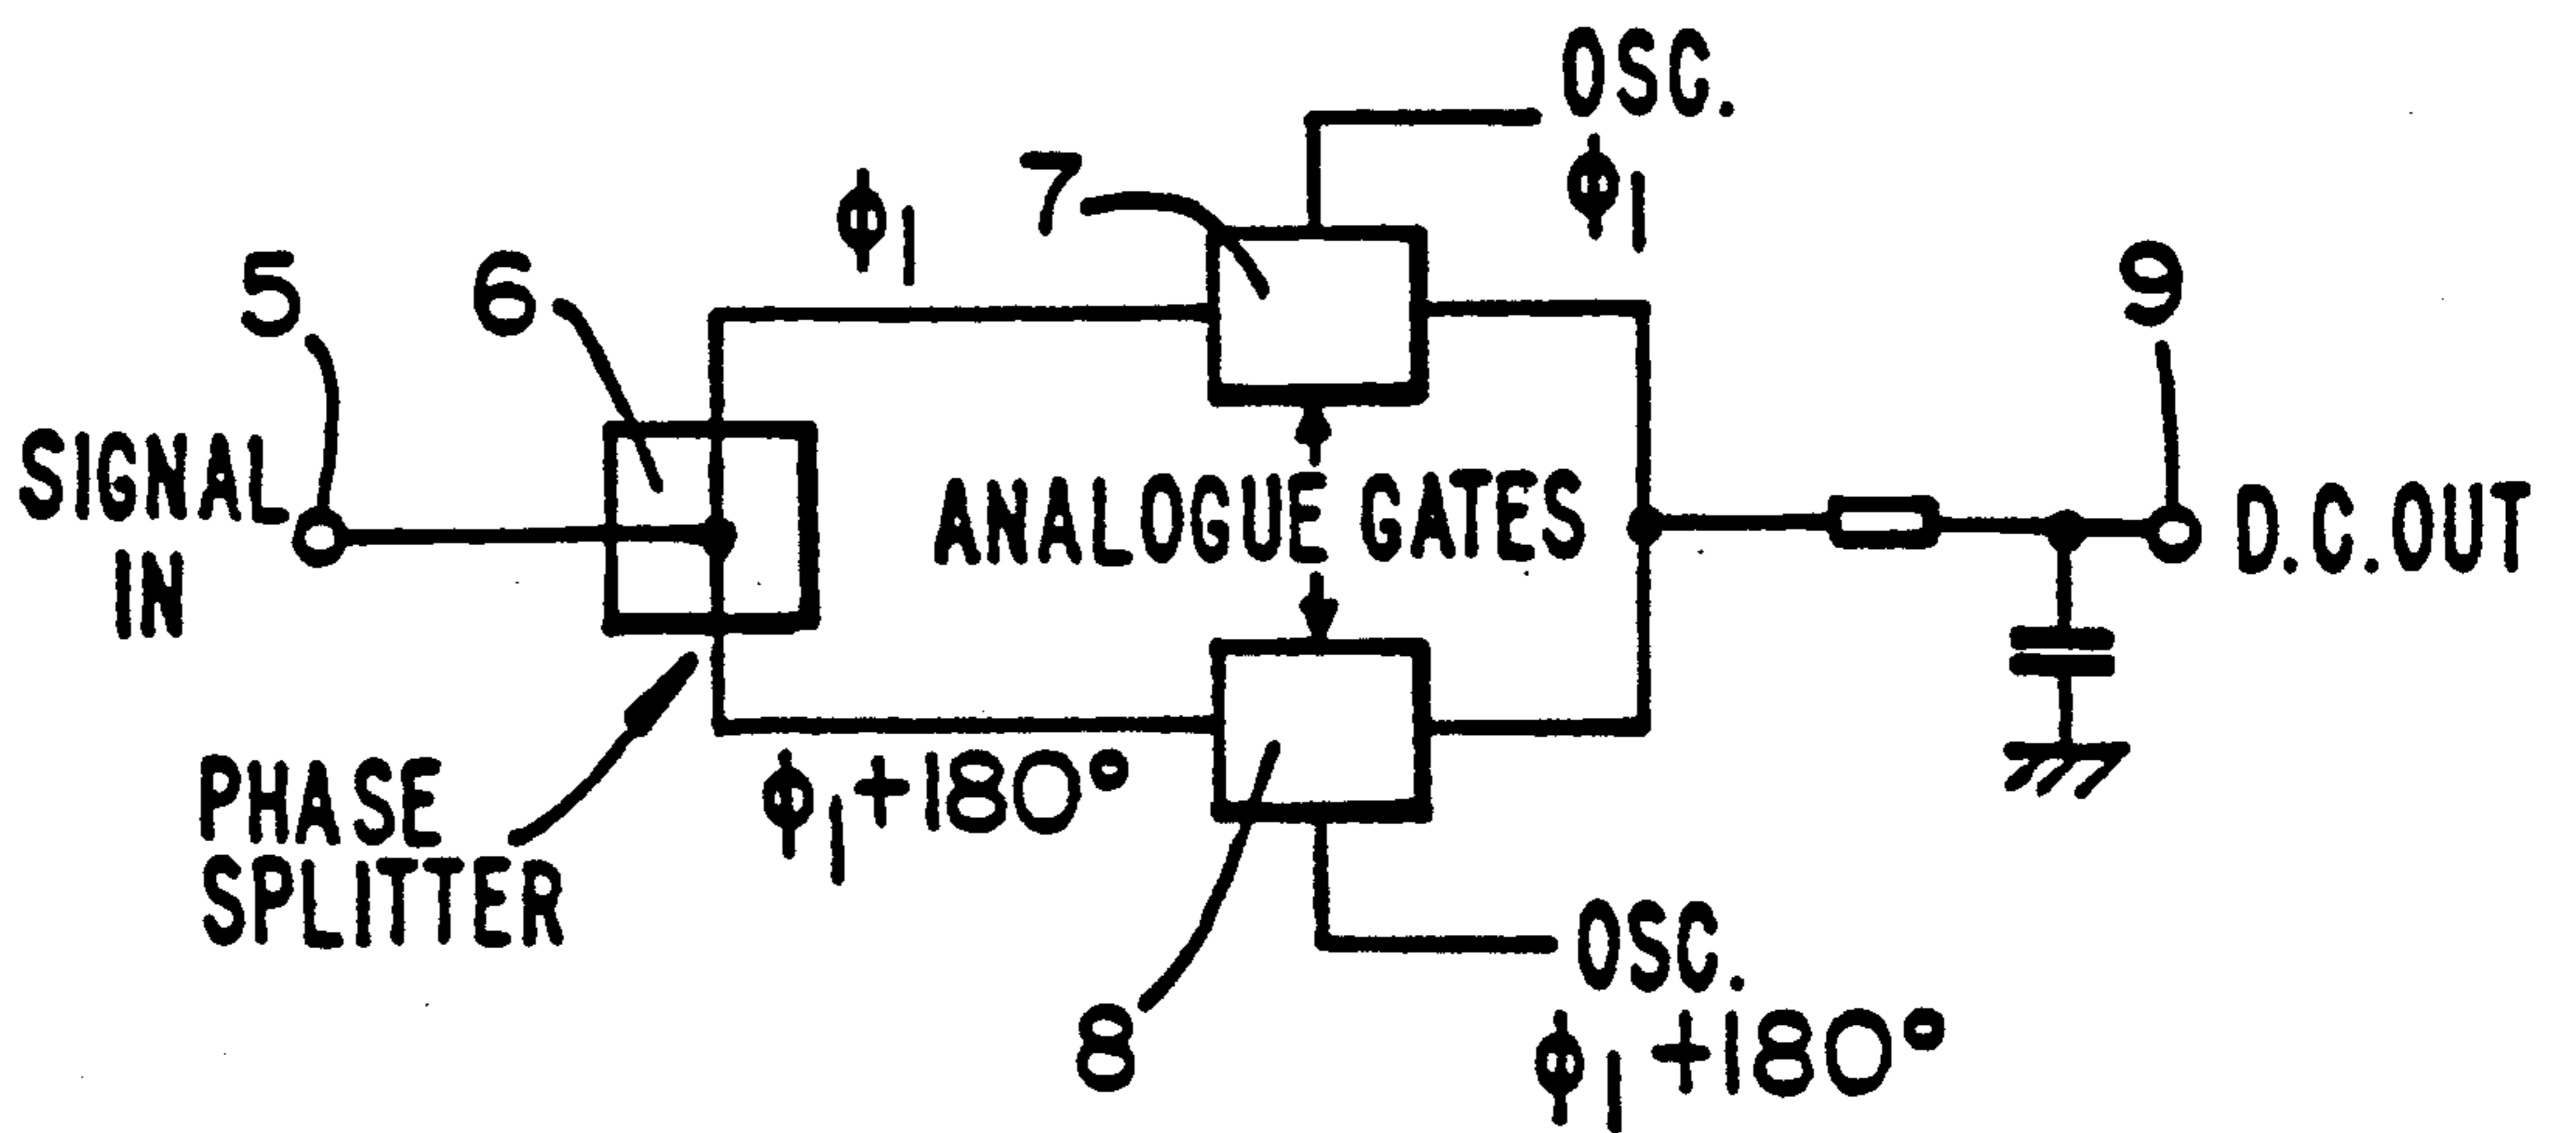 OSC.
ϕ1
7
ϕ1
5
6
9
SIGNAL
IN
ANALOGUE GATES
D.C.OUT
PHASE
SPLITTER
ϕ1+180°
8
OSC.
ϕ1+180°